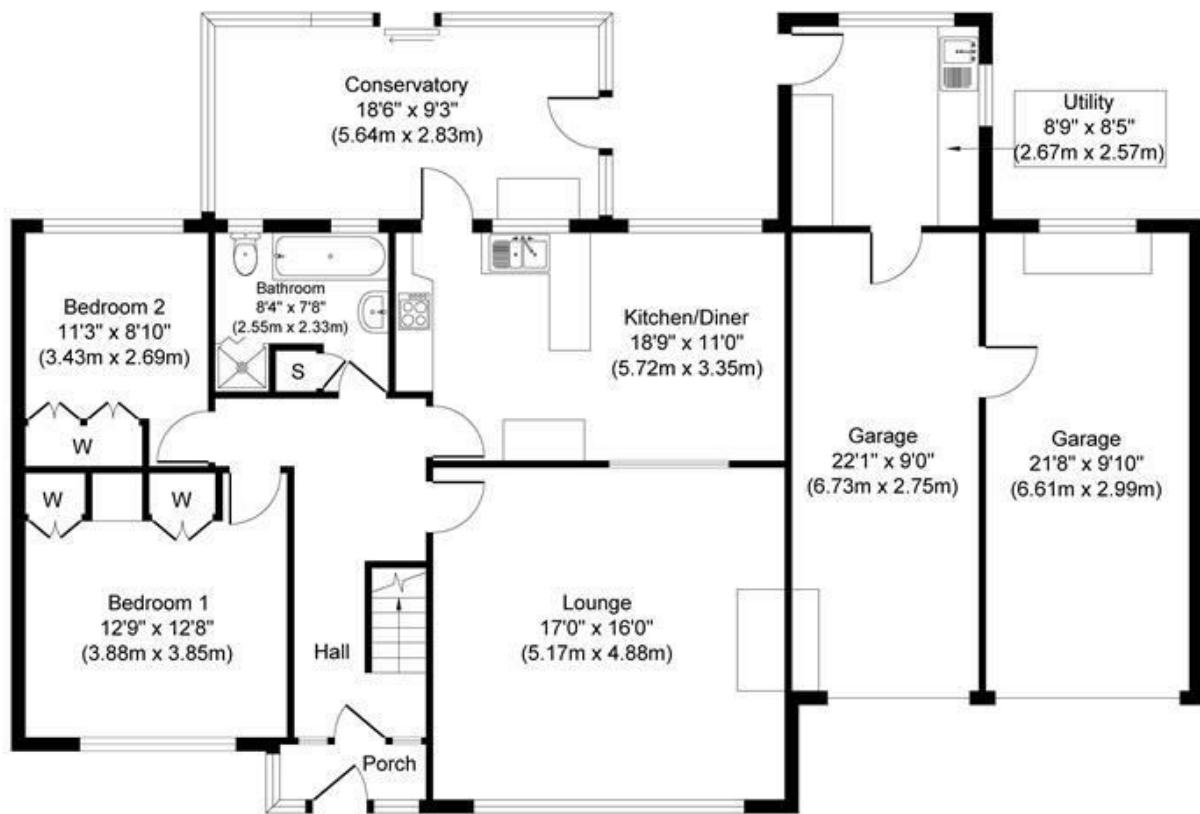 Conservatory
18'6" x 9'3"
(5.64m x 2.83m)
Utility
8'9" x 8'5"
(2.67m x 2.57m)
Bedroom 2
11'3" x 8'10"
(3.43m x 2.69m)
W
Bathroom
8'4" x 7'8"
(2.55m x 2.33m)
S
Kitchen/Diner
18'9" x 11'0"
(5.72m x 3.35m)
Garage
22'1" x 9'0"
(6.73m x 2.75m)
Garage
21'8" x 9'10"
(6.61m x 2.99m)
W
W
Bedroom 1
12'9" x 12'8"
(3.88m x 3.85m)
Hall
Lounge
17'0" x 16'0"
(5.17m x 4.88m)
Porch